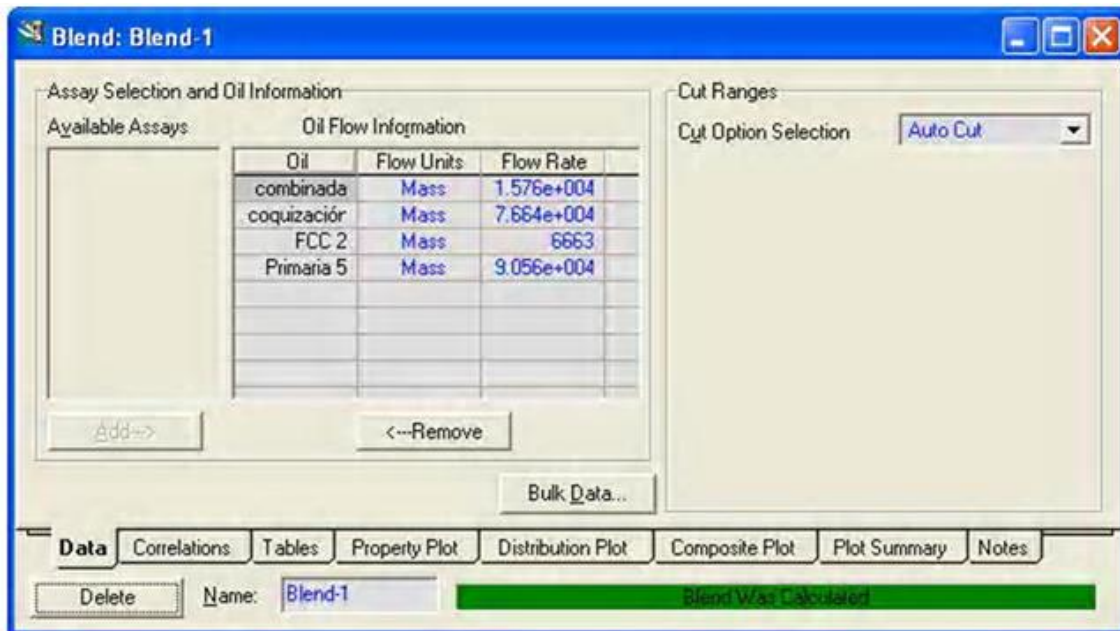 Blend: Blend-1
Assay Selection and Oil Information
Available Assays
Oil Flow Information
Oil Flow Units Flow Rate
combinada Mass 1.576e+004
coquizaciór Mass 7.664e+004
FCC 2 Mass 6663
Primaria 5 Mass 9.056e+004
Add-->
<---Remove
Bulk Data...
Cut Ranges
Cut Option Selection Auto Cut
Data Correlations Tables Property Plot Distribution Plot Composite Plot Plot Summary Notes
Delete Name: Blend-1 Blend Was Calculated